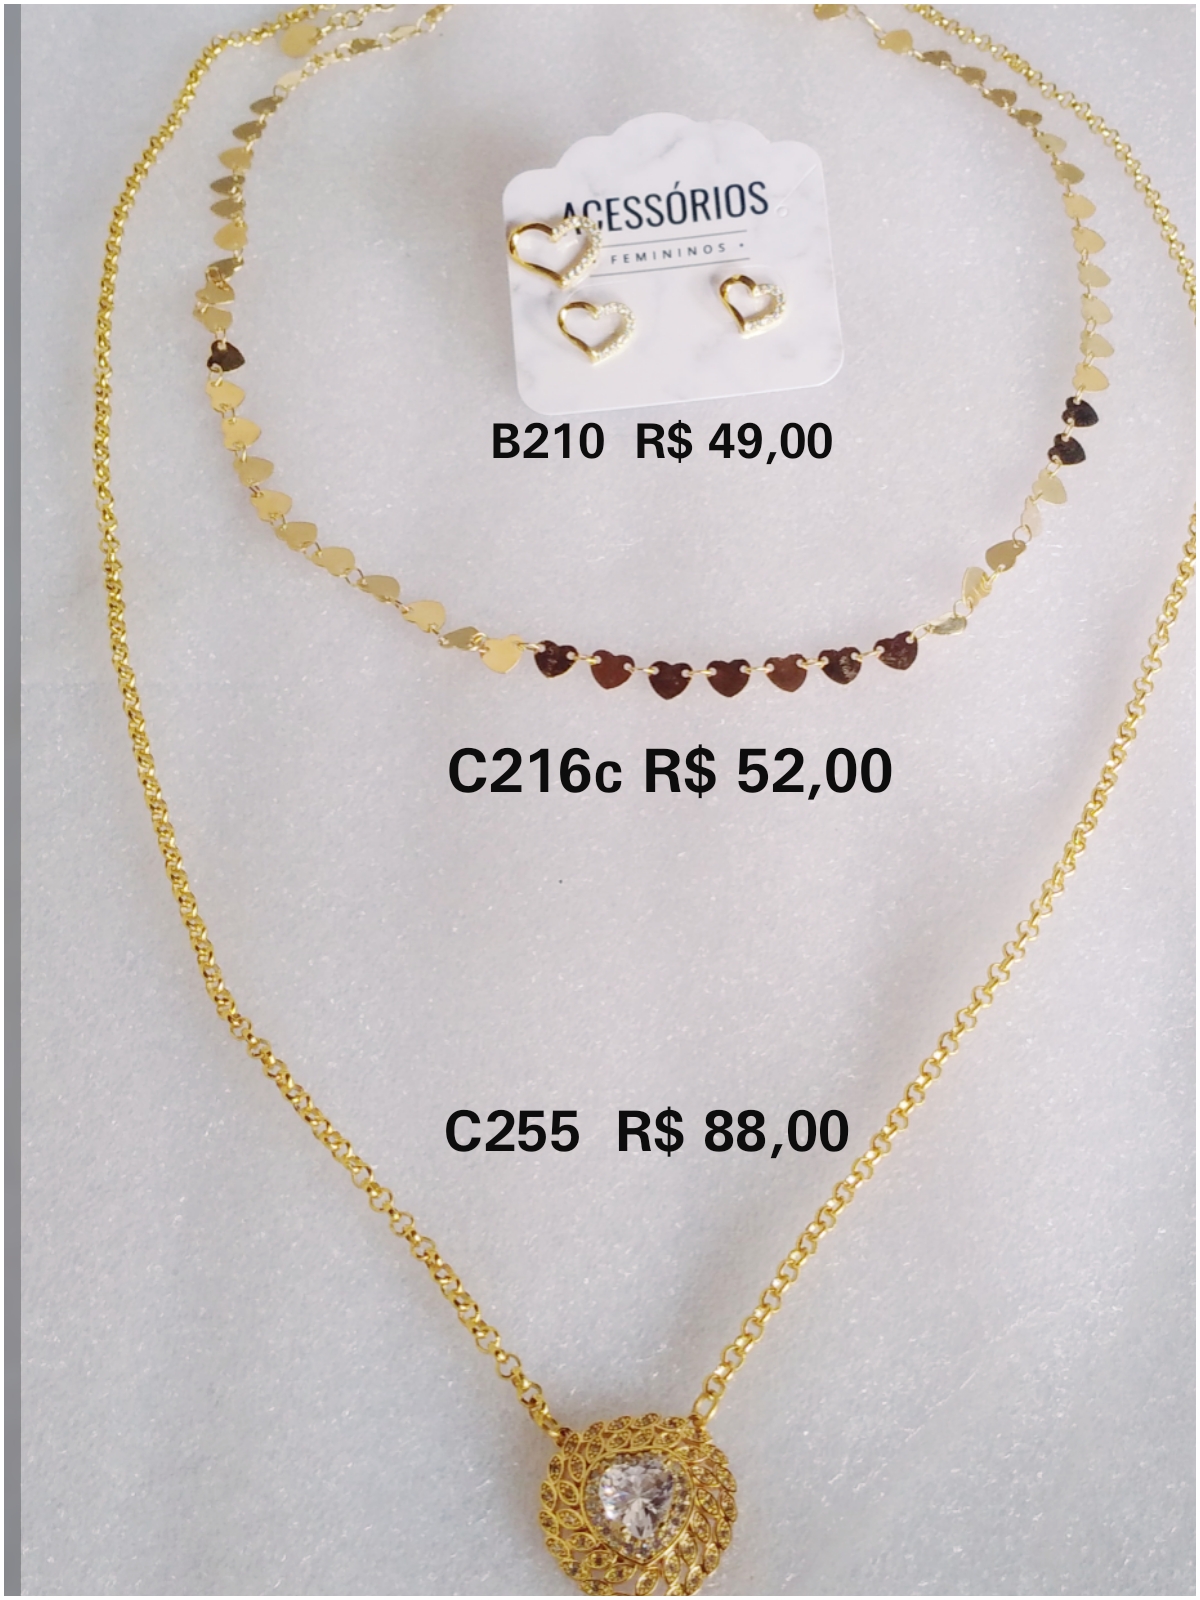 ACESSÓRIOS
FEMININOS •
B210 R$ 49,00
C216c R$ 52,00
C255 R$ 88,00